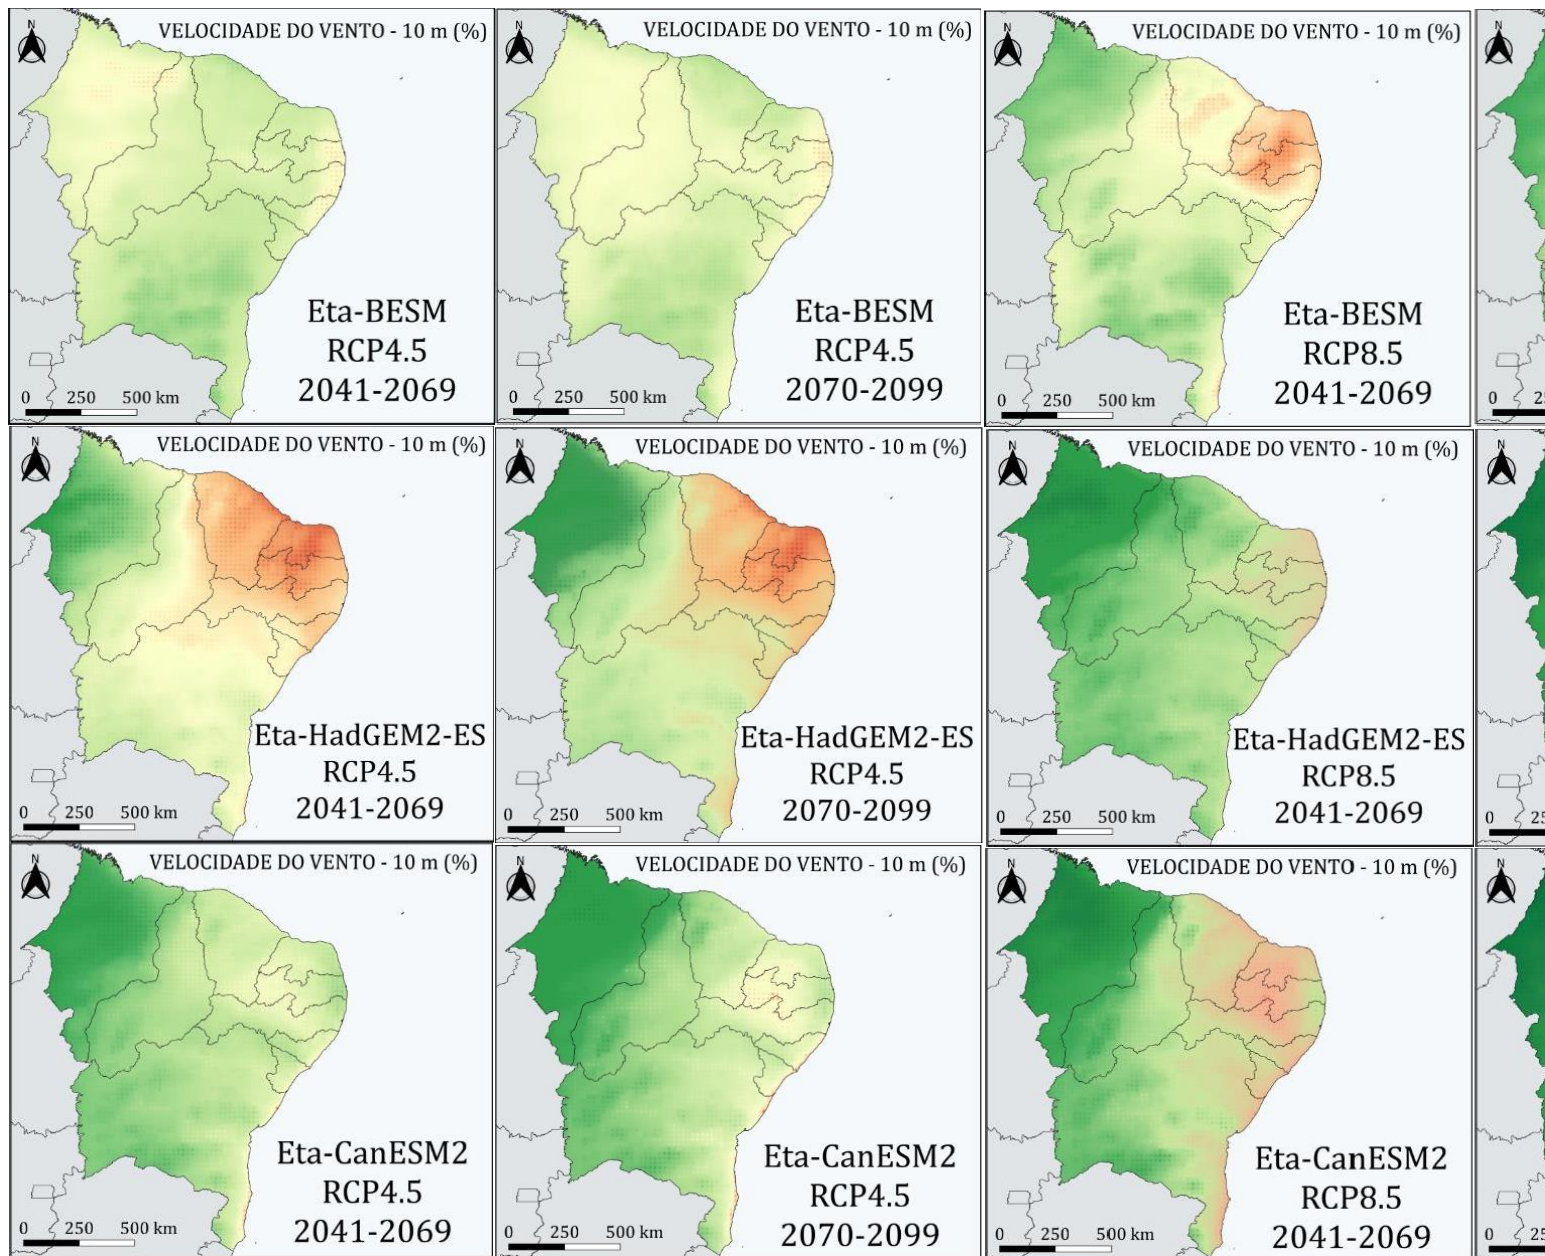 N
VELOCIDADE DO VENTO - 10 m (%)
Eta-BESM
RCP4.5
2041-2069
0 250 500 km
N
VELOCIDADE DO VENTO - 10 m (%)
Eta-BESM
RCP4.5
2070-2099
0 250 500 km
N
VELOCIDADE DO VENTO - 10 m (%)
Eta-BESM
RCP8.5
2041-2069
0 250 500 km
N
0
N
VELOCIDADE DO VENTO - 10 m (%)
Eta-HadGEM2-ES
RCP4.5
2041-2069
0 250 500 km
N
VELOCIDADE DO VENTO - 10 m (%)
Eta-HadGEM2-ES
RCP4.5
2070-2099
0 250 500 km
N
VELOCIDADE DO VENTO - 10 m (%)
Eta-HadGEM2-ES
RCP8.5
2041-2069
0 250 500 km
N
0
N
VELOCIDADE DO VENTO - 10 m (%)
Eta-CanESM2
RCP4.5
2041-2069
0 250 500 km
N
VELOCIDADE DO VENTO - 10 m (%)
Eta-CanESM2
RCP4.5
2070-2099
0 250 500 km
N
VELOCIDADE DO VENTO - 10 m (%)
Eta-CanESM2
RCP8.5
2041-2069
0 250 500 km
N
0